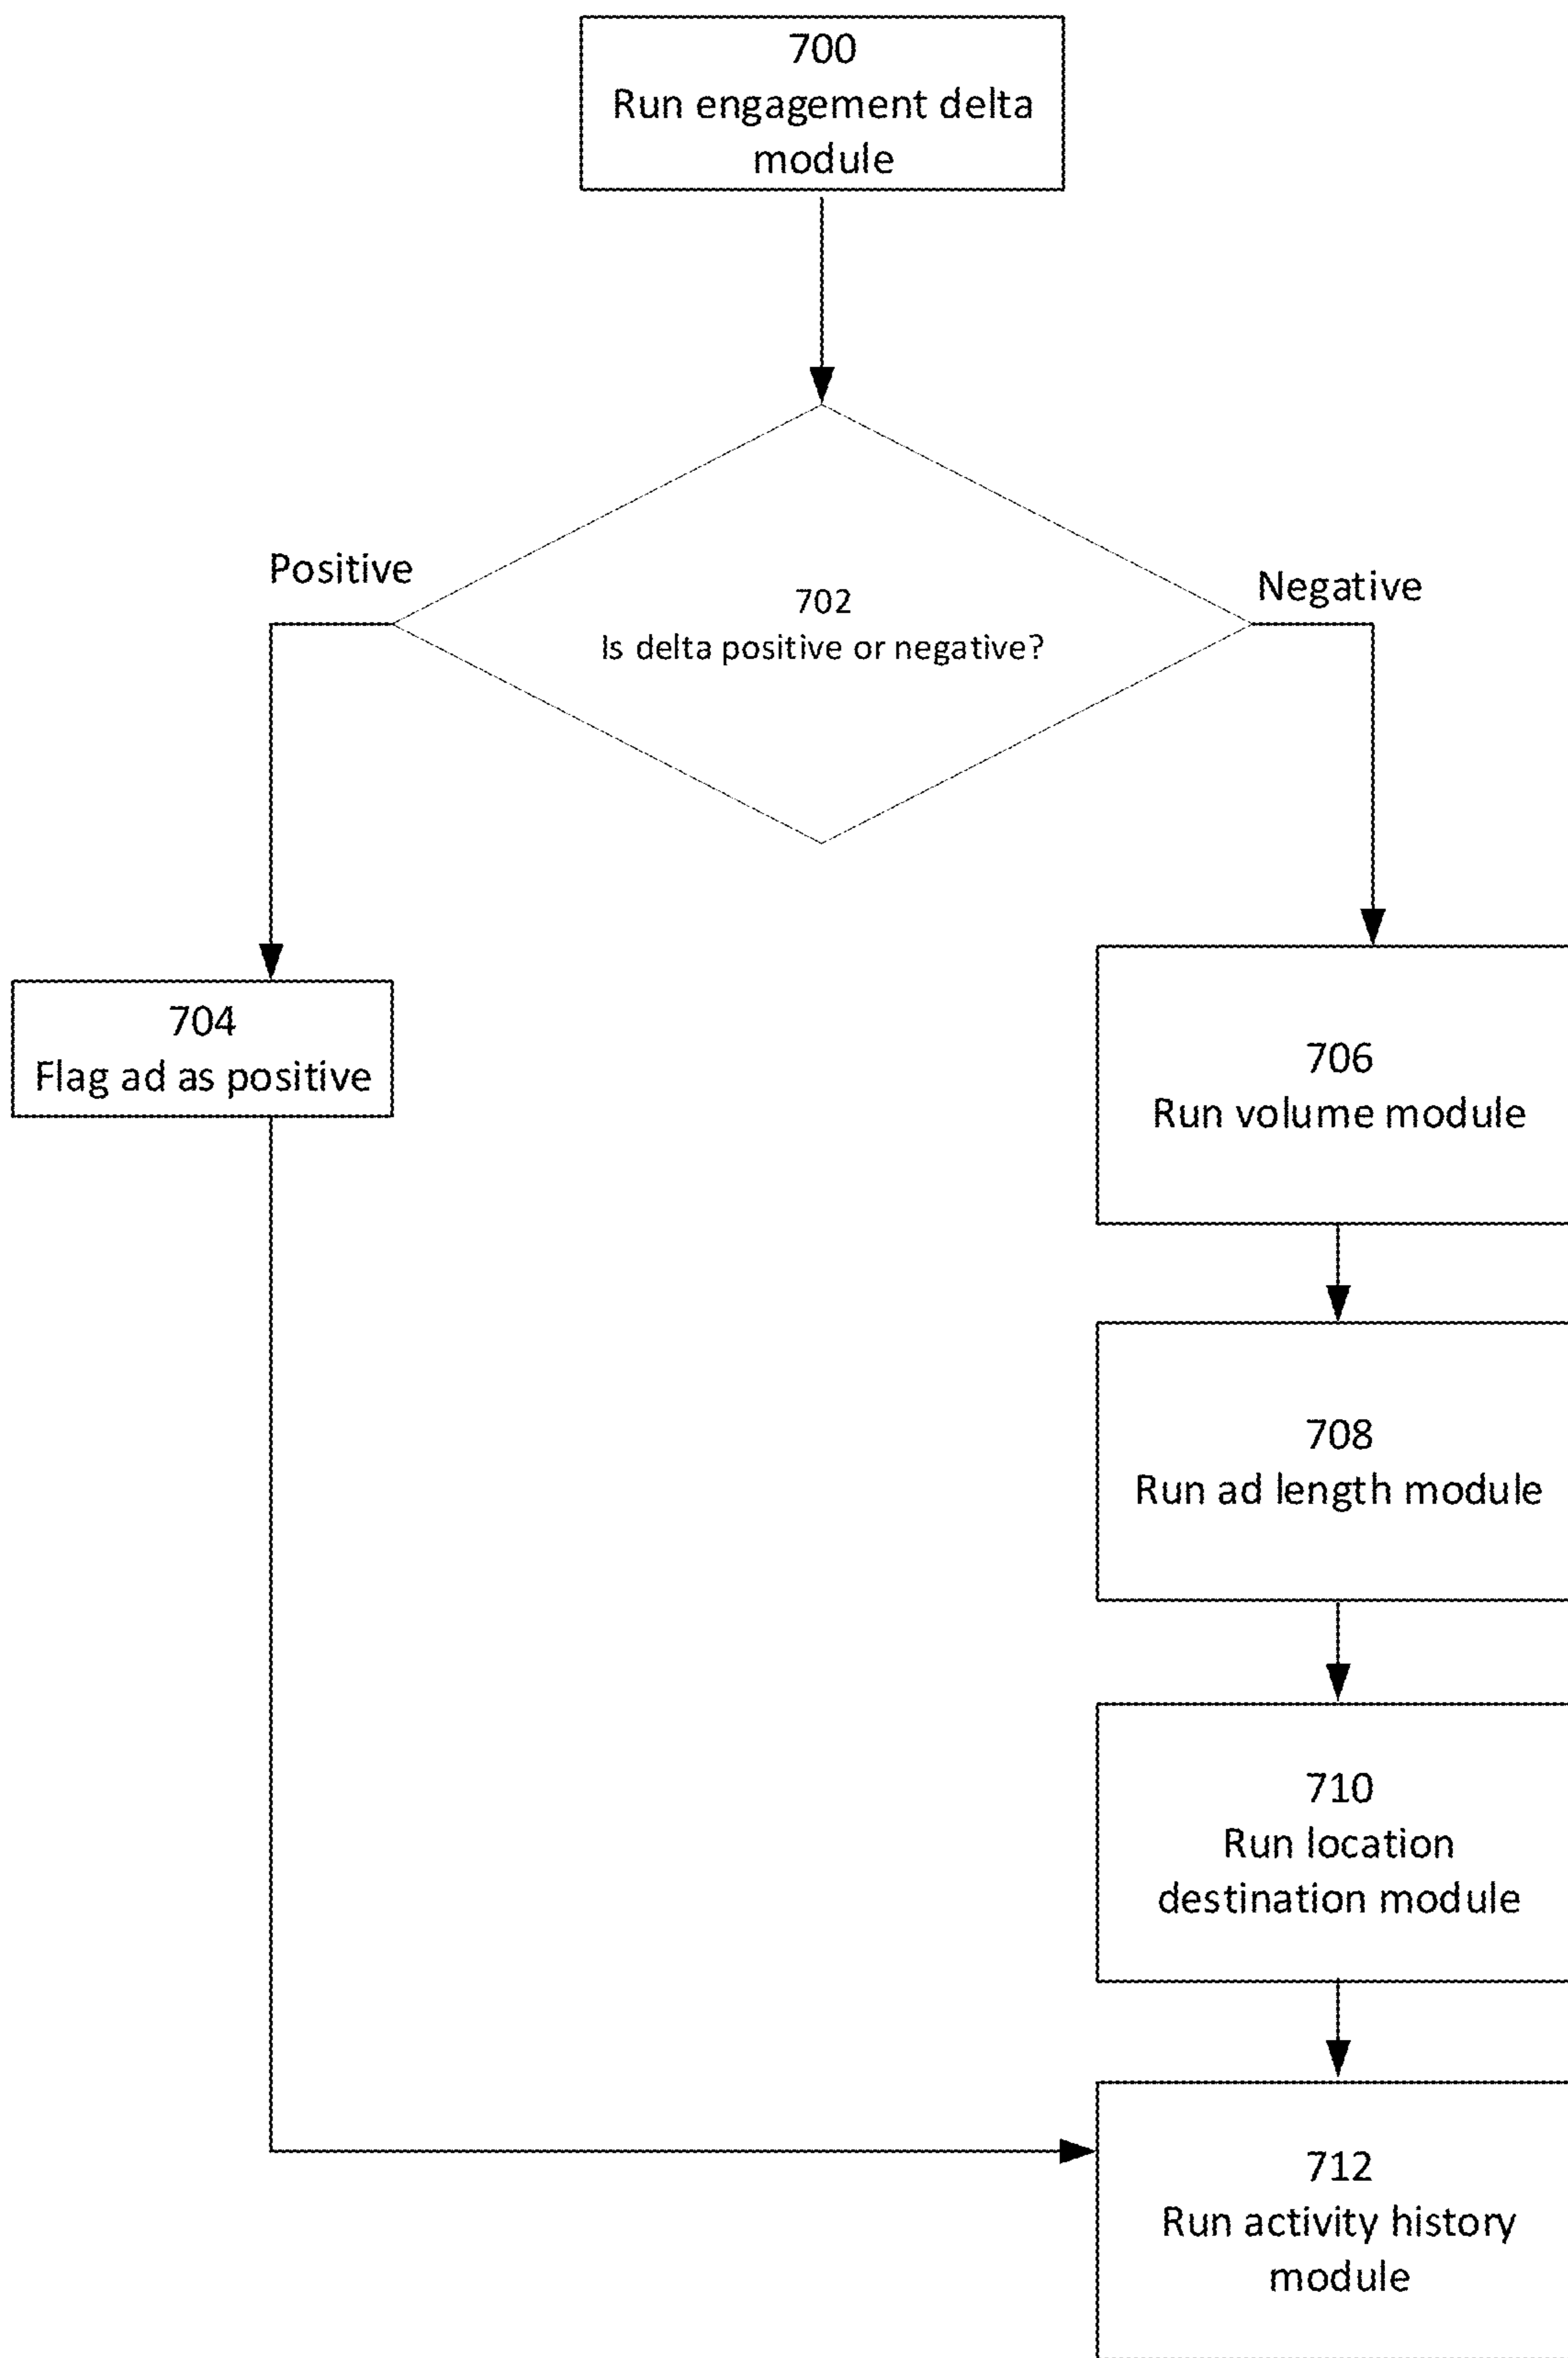 700
Run engagement delta
module
Positive
Negative
702
Is delta positive or negative?
704
Flag ad as positive
706
Run volume module
708
Run ad length module
710
Run location
destination module
712
Run activity history
module